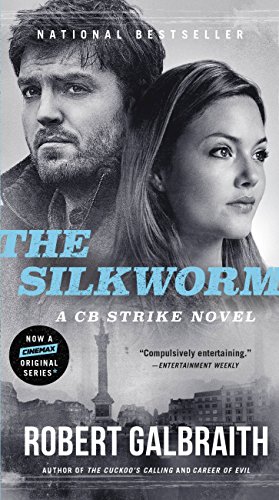 NATIONAL BESTSELLER
THE
SILKWORM
A CB STRIKE NOVEL
NOW A
CINEMAX
ORIGINAL
SERIES®
"Compulsively entertaining."
—ENTERTAINMENT WEEKLY
ROBERT GALBRAITH
AUTHOR OF THE CUCKOO'S CALLING AND CAREER OF EVIL